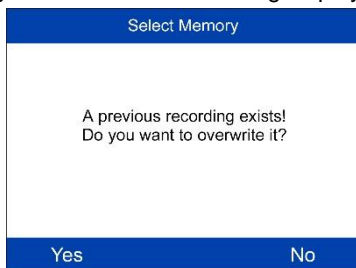 Select Memory
A previous recording exists!
Do you want to overwrite it?
Yes No